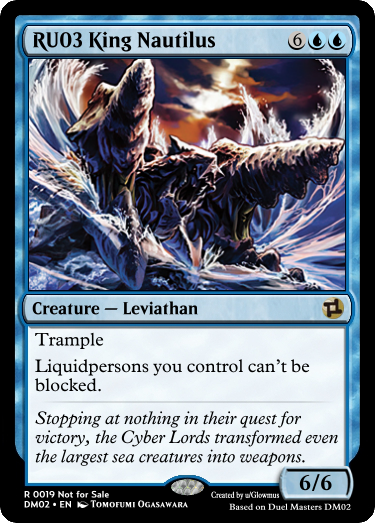 RU03 King Nautilus 6
Creature — Leviathan
Trample
Liquidpersons you control can't be
blocked.
Stopping at nothing in their quest for
victory, the Cyber Lords transformed even
the largest sea creatures into weapons.
6/6
R 0019 Not for Sale
DM02 • EN Tomofumi Ogasawara
Created by u/Glowmus
Based on Duel Masters DM02